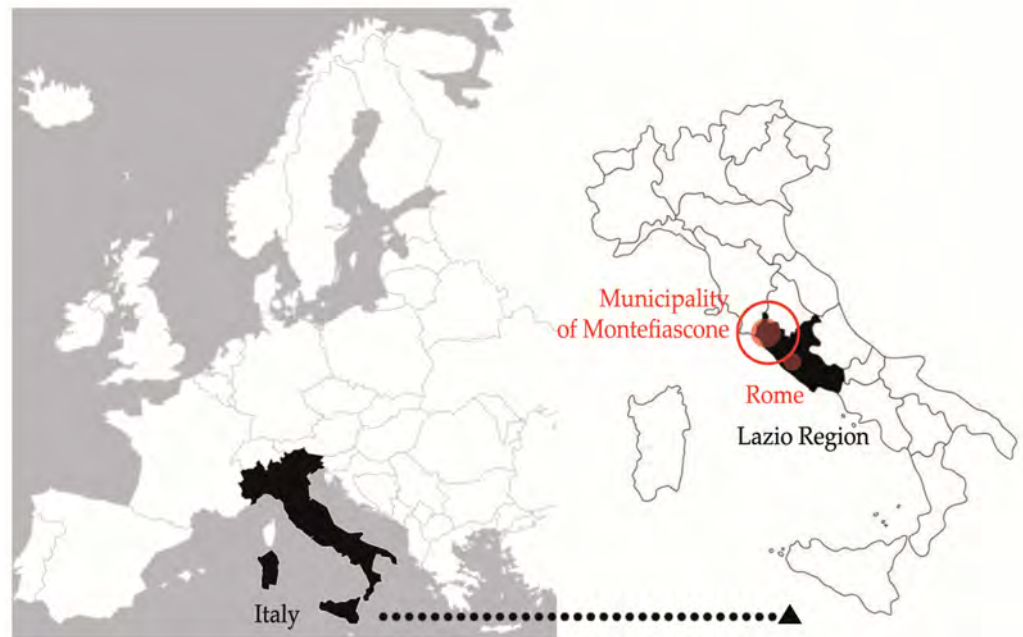 Municipality
of Montefiascone
Rome
Lazio Region
Italy